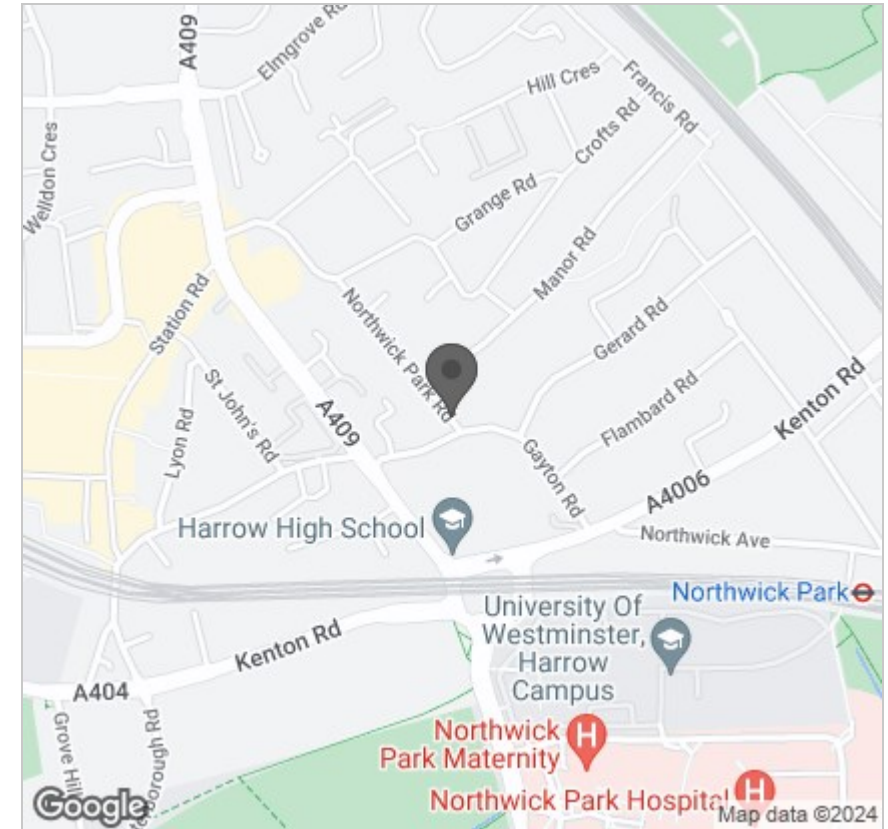 A409
Elmgrove Rd
Hill Cres
Francis Rd
Crofts Rd
Welldon Cres
Grange Rd
Manor Rd
Station Rd
Northwick Park Rd
Gerard Rd
St John's Rd
Lyon Rd
A409
Flambard Rd
Kenton Rd
Gayton Rd
A4006
Harrow High School
Northwick Ave
Northwick Park
University Of
Westminster,
Harrow
Campus
Kenton Rd
A404
Grove Hill
Northwick
Park Maternity
H
Northwick Park Hospital
H
Google
Map data ©2024